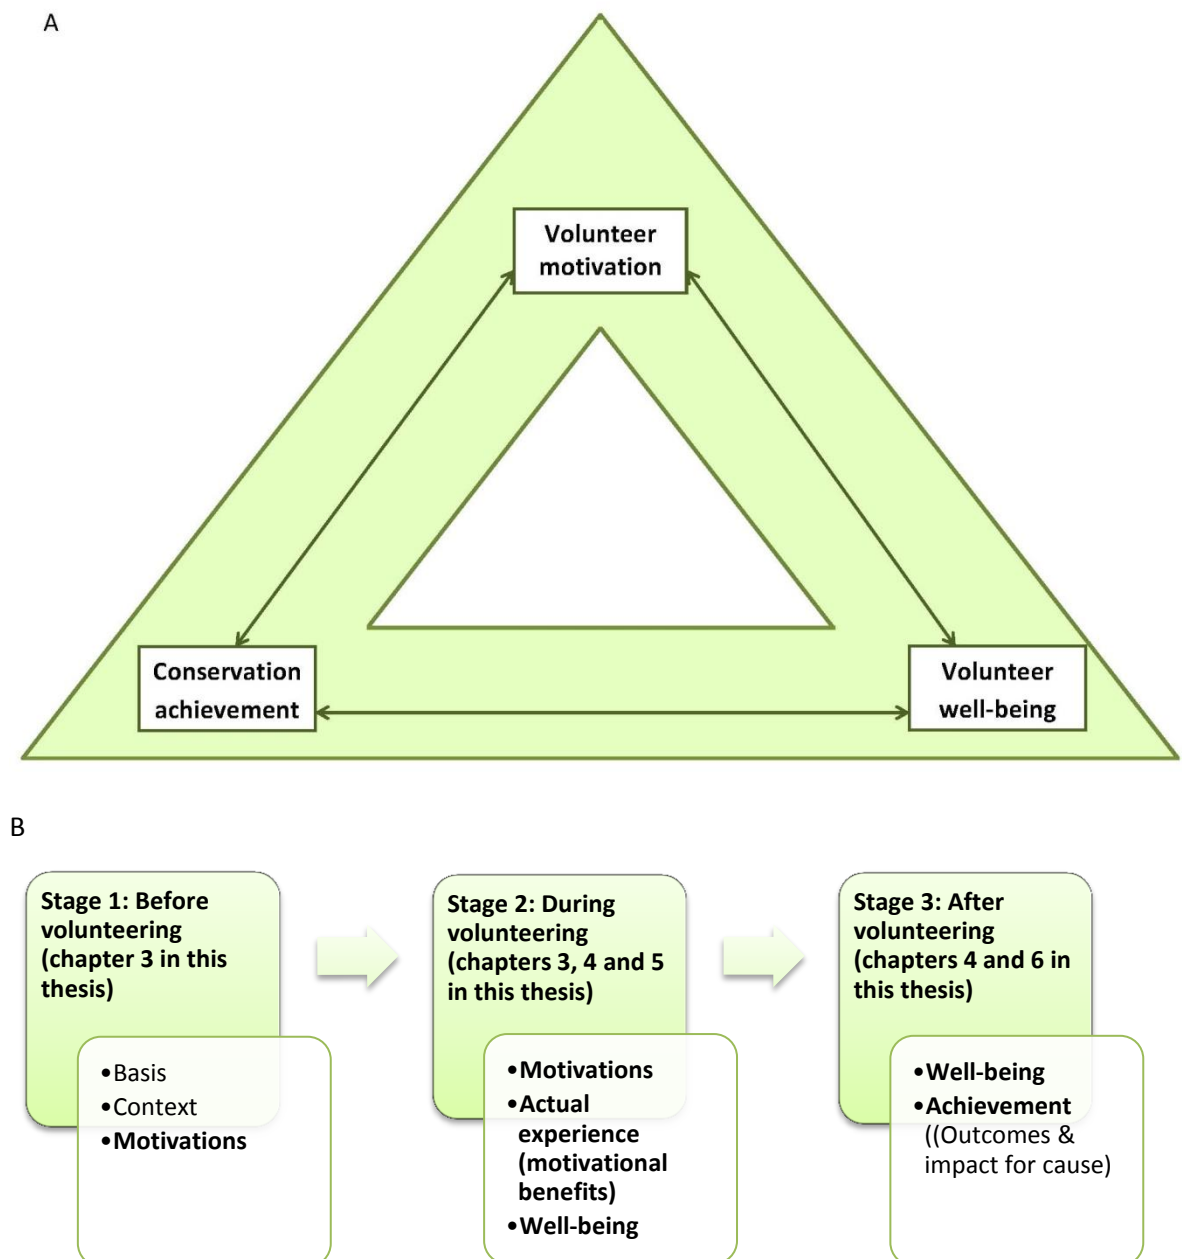 A
Volunteer
motivation
Conservation
achievement
Volunteer
well-being
B
Stage 1: Before
volunteering
(chapter 3 in this
thesis)
•Basis
•Context
•Motivations
Stage 2: During
volunteering
(chapters 3, 4 and 5
in this thesis)
•Motivations
•Actual
experience
(motivational
benefits)
•Well-being
Stage 3: After
volunteering
(chapters 4 and 6 in
this thesis)
•Well-being
•Achievement
((Outcomes &
impact for cause)